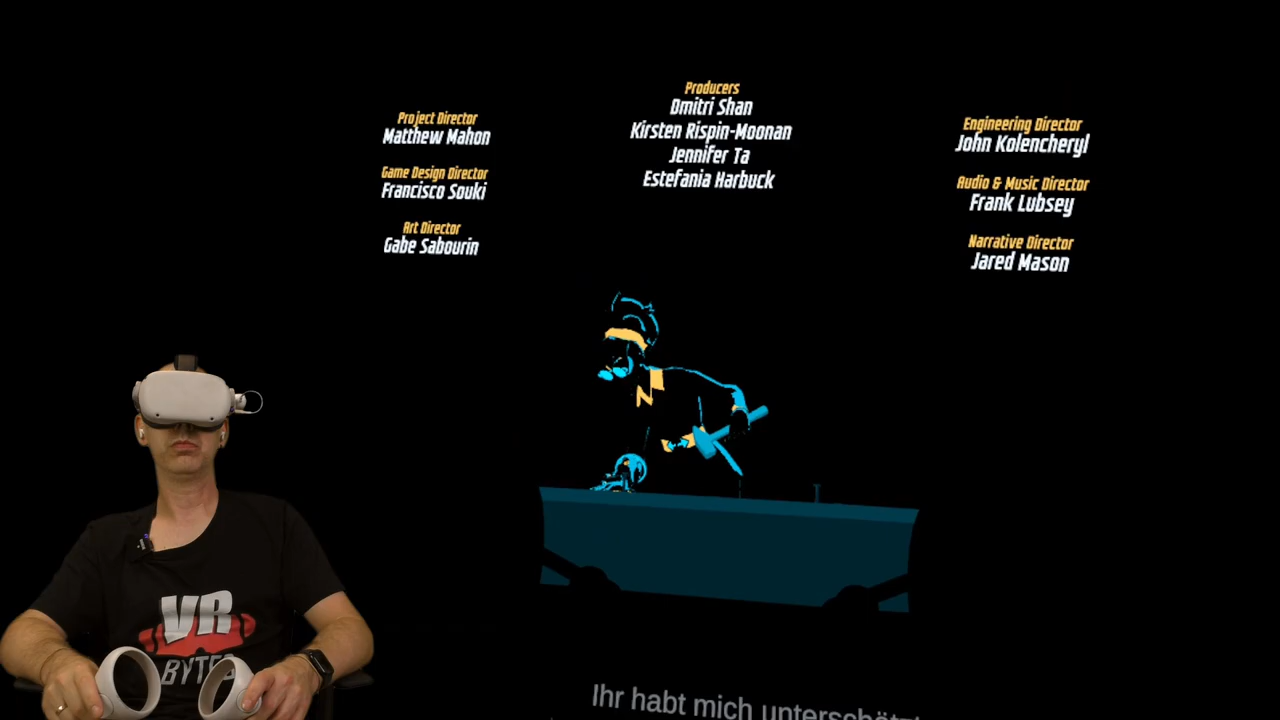 Project Director
Matthew Mahon
Game Design Director
Francisco Souki
Art Director
Gabe Sabourin
Producers
Dmitri Shan
Kirsten Rispin-Moonan
Jennifer Ta
Estefania Harbuck
Engineering Director
John Kolencheryl
Audio & Music Director
Frank Lubsey
Narrative Director
Jared Mason
VR
BYTES
Ihr habt mich